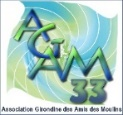 AGAM
33
Association Girondine des Amis des Moulins